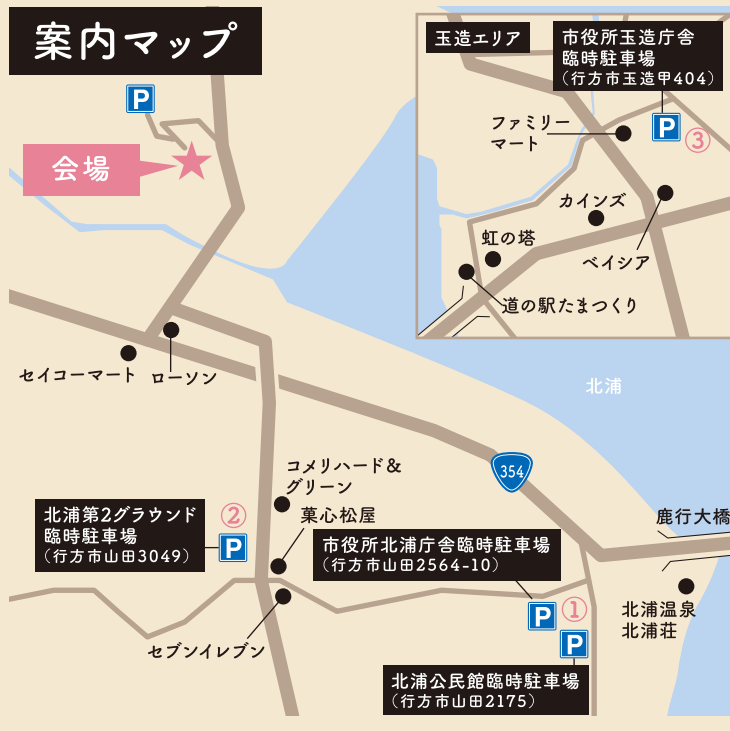 案内マップ
P
会場
玉造エリア
市役所玉造庁舎
臨時駐車場
(行方市玉造甲404)
P
③
ファミリー
マート
カインズ
虹の塔
ベイシア
道の駅たまつくり
北浦
セイコーマート
ローソン
354
コメリハード&
グリーン
菓心松屋
北浦第2グラウンド
臨時駐車場
(行方市山田3049)
②
P
市役所北浦庁舎臨時駐車場
(行方市山田2564-10)
鹿行大橋
P
①
P
北浦温泉
北浦荘
セブンイレブン
北浦公民館臨時駐車場
(行方市山田2175)